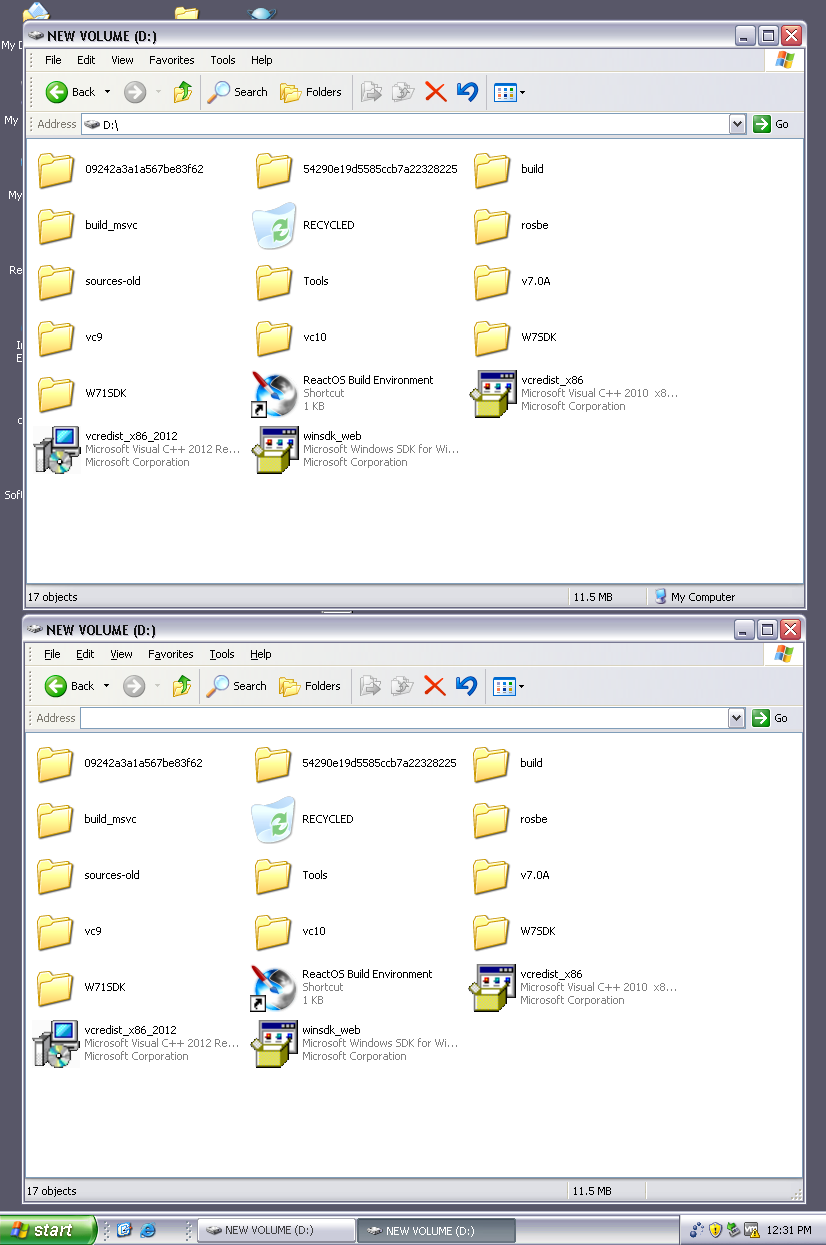 My D
My
My
Re
In
E
c
Soft
NEW VOLUME (D:)
File Edit View Favorites Tools Help
Back Search Folders
Address D:\ Go
09242a3a1a567be83f62 54290e19d5585ccb7a22328225 build
build_msvc RECYCLED rosbe
sources-old Tools v7.0A
vc9 vc10 W7SDK
W71SDK
ReactOS Build Environment
Shortcut
1 KB
vcredist_x86
Microsoft Visual C++ 2010 x8...
Microsoft Corporation
vcredist_x86_2012
Microsoft Visual C++ 2012 Re...
Microsoft Corporation
winsdk_web
Microsoft Windows SDK for Wi...
Microsoft Corporation
17 objects 11.5 MB My Computer
NEW VOLUME (D:)
File Edit View Favorites Tools Help
Back Search Folders
Address Go
09242a3a1a567be83f62 54290e19d5585ccb7a22328225 build
build_msvc RECYCLED rosbe
sources-old Tools v7.0A
vc9 vc10 W7SDK
W71SDK
ReactOS Build Environment
Shortcut
1 KB
vcredist_x86
Microsoft Visual C++ 2010 x8...
Microsoft Corporation
vcredist_x86_2012
Microsoft Visual C++ 2012 Re...
Microsoft Corporation
winsdk_web
Microsoft Windows SDK for Wi...
Microsoft Corporation
17 objects 11.5 MB
start NEW VOLUME (D:) NEW VOLUME (D:) 12:31 PM